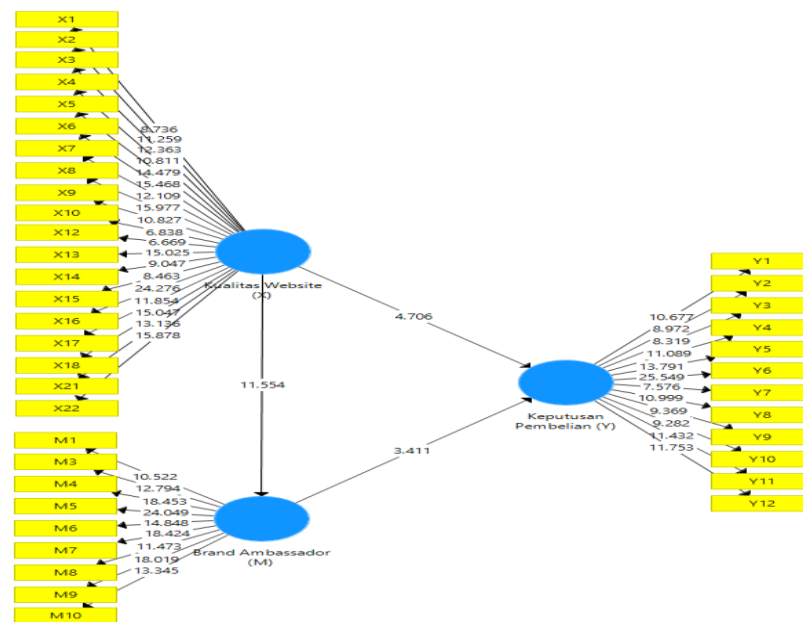 X1
X2
X3
X4
X5
X6
X7
X8
X9
X10
X12
X13
X14
X15
X16
X17
X18
X21
X22
8.736
11.259
12.363
10.811
14.479
15.468
12.109
15.977
10.827
6.838
6.669
15.025
9.047
8.463
24.276
11.854
15.047
13.136
15.878
Kualitas Website
(X)
4.706
11.554
3.411
M1
M3
M4
M5
M6
M7
M8
M9
M10
10.522
12.794
18.453
24.049
14.848
18.424
11.473
18.019
13.345
Brand Ambassador
(M)
Keputusan
Pembelian (Y)
10.677
8.972
8.319
11.089
13.791
25.549
7.576
10.999
9.369
9.282
11.432
11.753
Y1
Y2
Y3
Y4
Y5
Y6
Y7
Y8
Y9
Y10
Y11
Y12